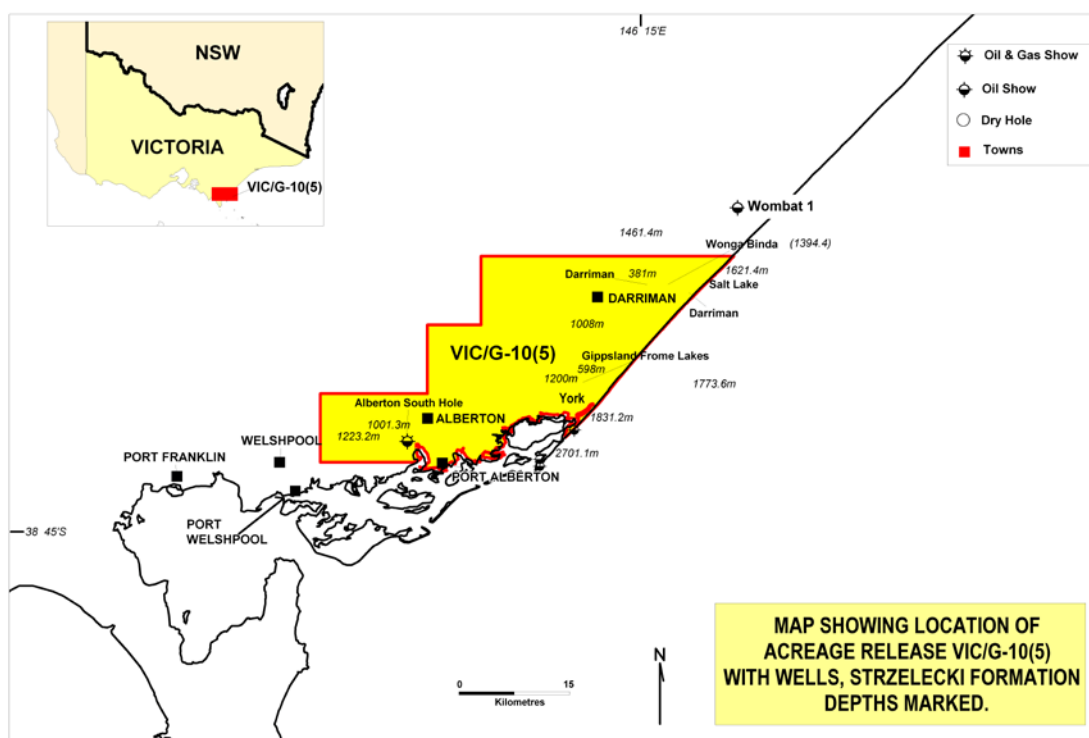 146 15'E
NSW
VICTORIA
VIC/G-10(5)
Oil & Gas Show
Oil Show
Dry Hole
Towns
Wombat 1
1461.4m
Wonga Binda
(1394.4)
Darriman
381m
1621.4m
Salt Lake
DARRIMAN
Darriman
1008m
VIC/G-10(5)
Gippsland Frome Lakes
598m
1200m
1773.6m
York
Alberton South Hole
1001.3m
ALBERTON
1831.2m
1223.2m
WELSHPOOL
2701.1m
PORT FRANKLIN
PORT ALBERTON
PORT
WELSHPOOL
38 45'S
N
0
15
Kilometres
MAP SHOWING LOCATION OF
ACREAGE RELEASE VIC/G-10(5)
WITH WELLS, STRZELECKI FORMATION
DEPTHS MARKED.